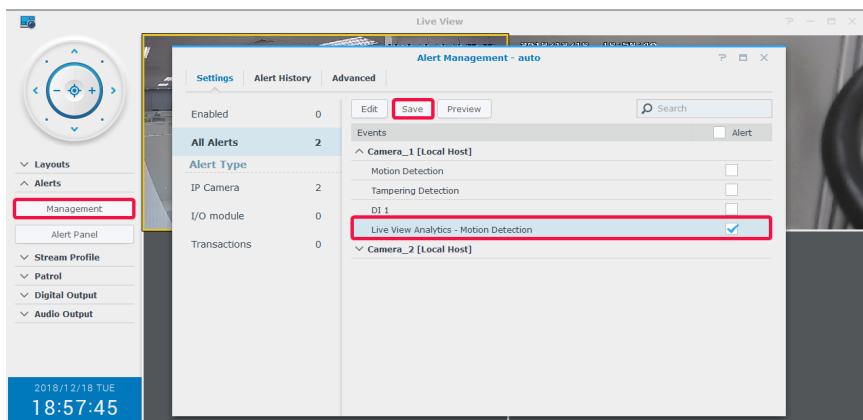 Live View
Alert Management - auto
Settings Alert History Advanced
Enabled 0
All Alerts 2
Alert Type
IP Camera 2
I/O module 0
Transactions 0
Edit Save Preview Search
Events Alert
Camera_1 [Local Host]
Motion Detection
Tampering Detection
DI 1
Live View Analytics - Motion Detection
Camera_2 [Local Host]
Layouts
Alerts
Management
Alert Panel
Stream Profile
Patrol
Digital Output
Audio Output
2018/12/18 TUE
18:57:45